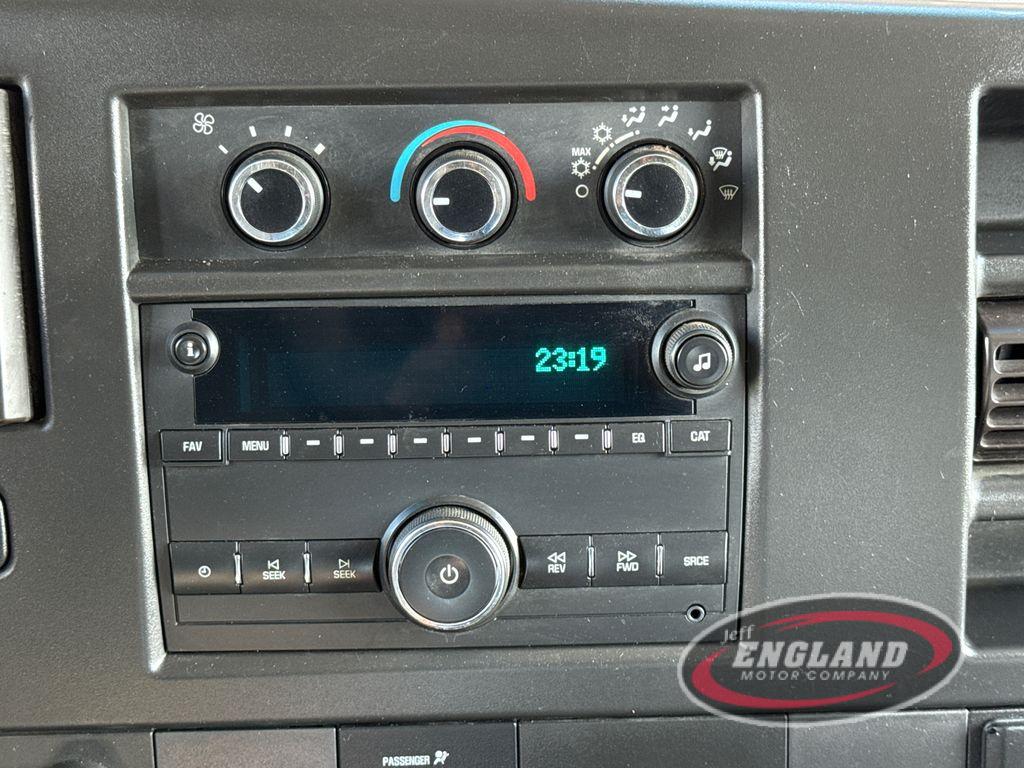 MAX
23:19
i
FAV
MENU
EQ
CAT
SEEK
SEEK
REV
FWD
SRCE
jeff
ENGLAND
MOTOR COMPANY
PASSENGER